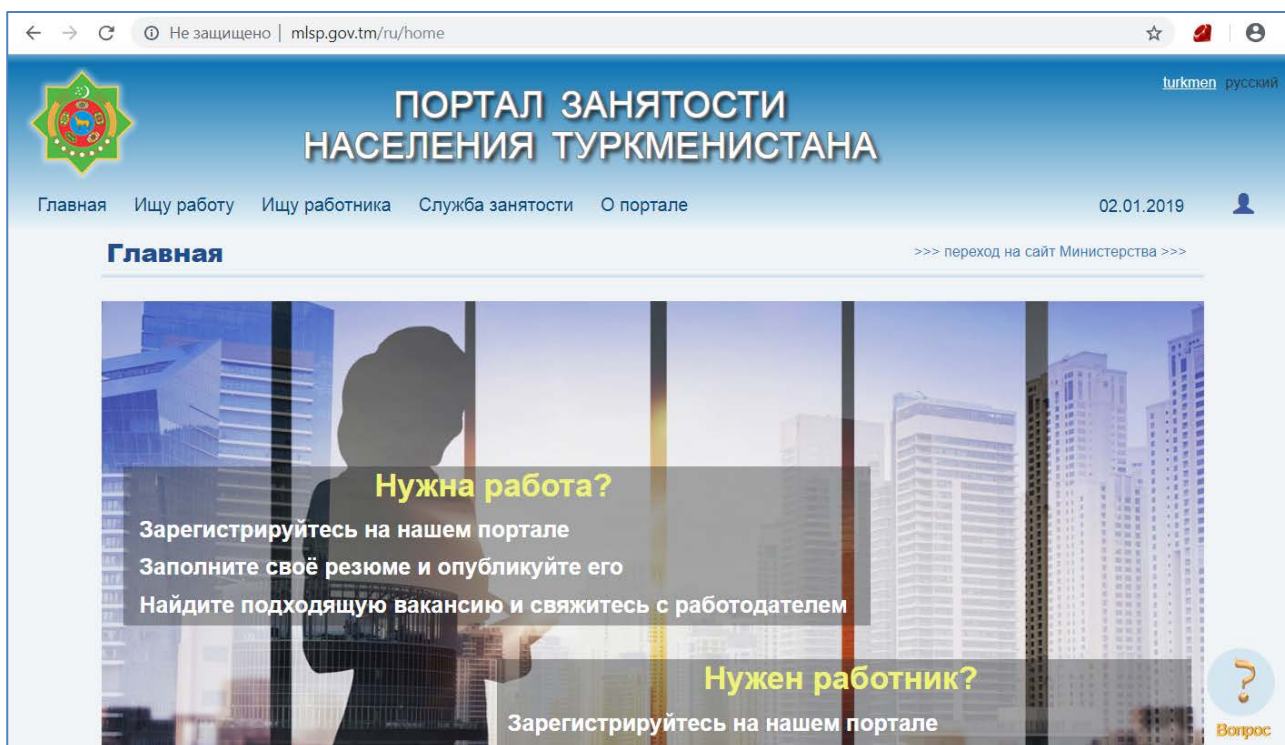 Не защищено | mlsp.gov.tm/ru/home
turkmen русский
ПОРТАЛ ЗАНЯТОСТИ
НАСЕЛЕНИЯ ТУРКМЕНИСТАНА
Главная Ищу работу Ищу работника Служба занятости О портале 02.01.2019
Главная >>> переход на сайт Министерства >>>
Нужна работа?
Зарегистрируйтесь на нашем портале
Заполните своё резюме и опубликуйте его
Найдите подходящую вакансию и свяжитесь с работодателем
Нужен работник?
Зарегистрируйтесь на нашем портале
?
Вопрос